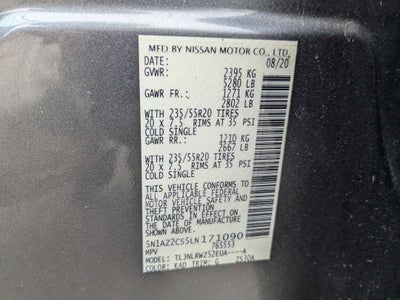 MFD BY NISSAN MOTOR CO., LTD.
DATE: 08/20
GVWR: 2395 KG
5280 LB
GAWR FR.: 1271 KG
2802 LB
WITH 235/55R20 TIRES
20 x 7.5 RIMS AT 35 PSI
COLD SINGLE
GAWR RR.: 1210 KG
2667 LB
WITH 235/55R20 TIRES
20 x 7.5 RIMS AT 35 PSI
COLD SINGLE
THIS VEHICLE CONFORMS TO
ALL APPLICABLE FEDERAL
MOTOR VEHICLE SAFETY AND
THEFT PREVENTION
STANDARDS IN EFFECT ON
THE DATE OF MANUFACTURE
SHOWN ABOVE.
5N1AZ2CS5LN171090
MPV 765553
MODEL: TLJNLRWZ52EUA----A
COLOR: KAD TRIM: G